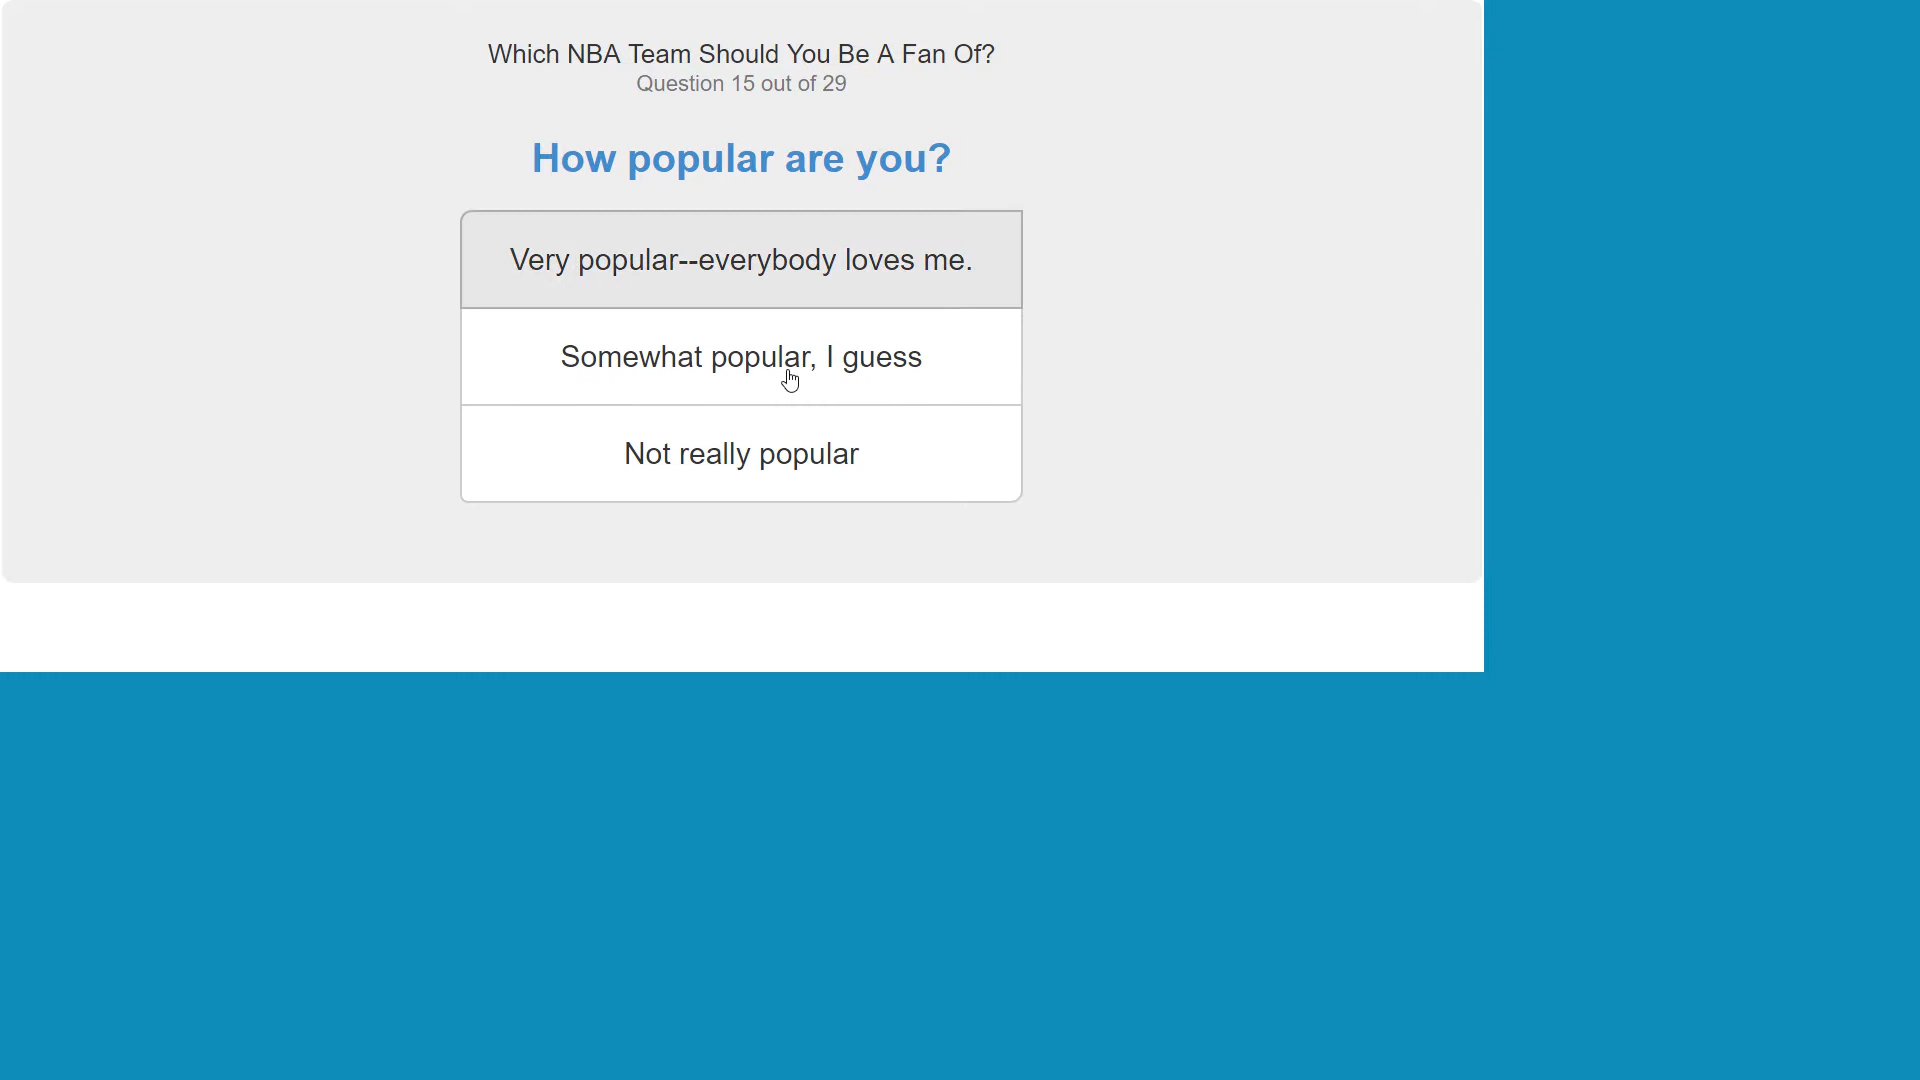 Which NBA Team Should You Be A Fan Of?
Question 15 out of 29
How popular are you?
Very popular--everybody loves me.
Somewhat popular, I guess
Not really popular